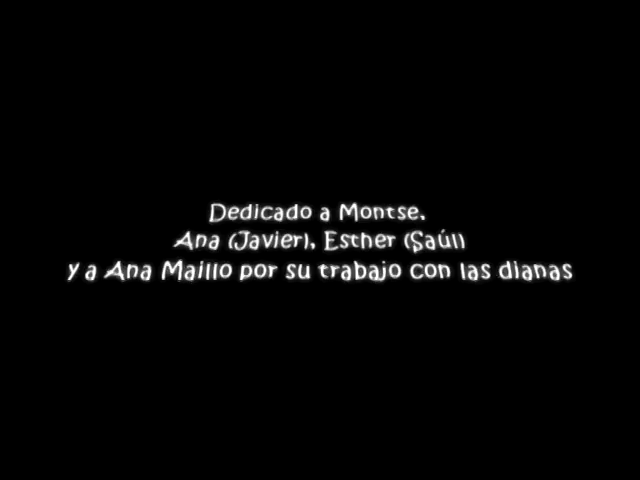 Dedicado a Montse,
Ana (Javier), Esther (Saúl)
y a Ana Maillo por su trabajo con las dianas